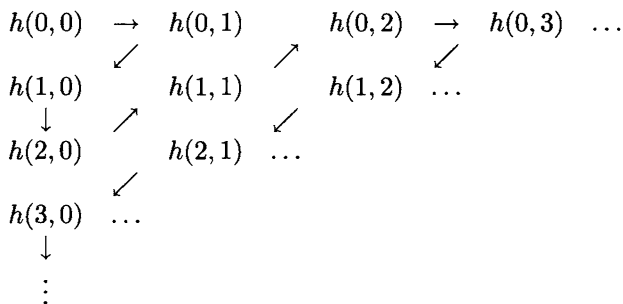 h(0,0) → h(0,1) h(0,2) → h(0,3) ...
↙ ↗ ↙
h(1,0) h(1,1) h(1,2) ...
↓ ↗ ↙
h(2,0) h(2,1) ...
↙
h(3,0) ...
↓
⋮